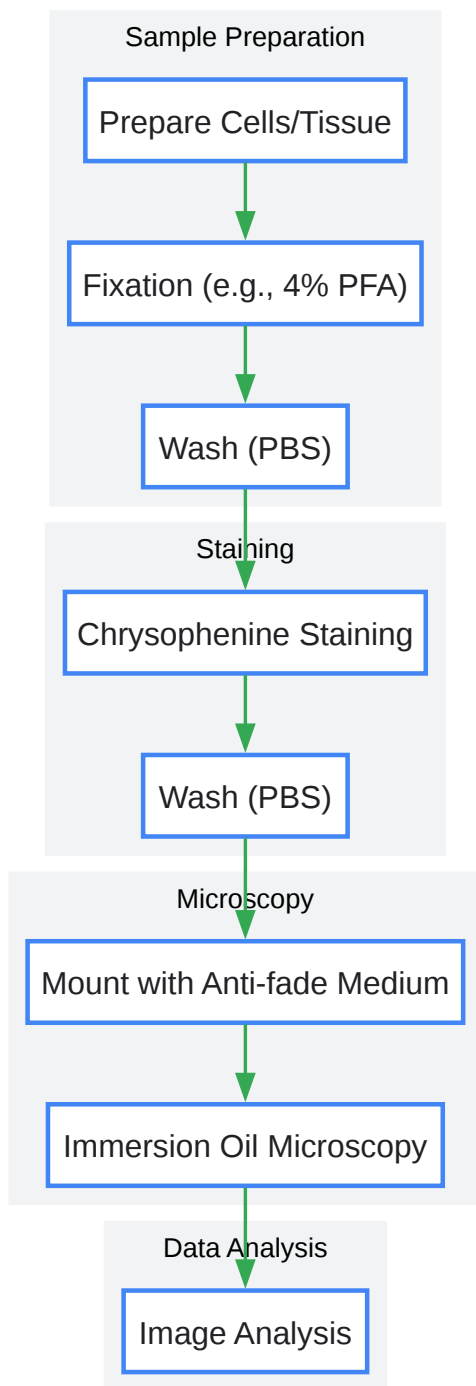 Sample Preparation
Prepare Cells/Tissue
Fixation (e.g., 4% PFA)
Wash (PBS)
Staining
Chrysophenine Staining
Wash (PBS)
Microscopy
Mount with Anti-fade Medium
Immersion Oil Microscopy
Data Analysis
Image Analysis